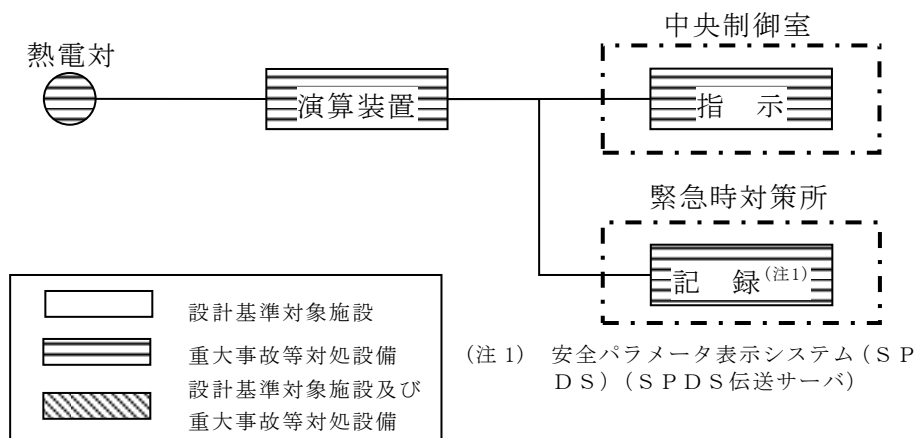 中央制御室
熱電対
演算装置
指 示
緊急時対策所
記 録(注1)
設計基準対象施設
重大事故等対処設備
設計基準対象施設及び
重大事故等対処設備
(注1) 安全パラメータ表示システム(SP
DS)(SPDS伝送サーバ)